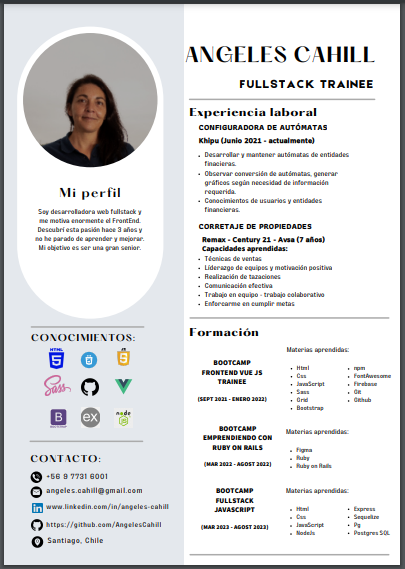 ANGELES CAHILL
FULLSTACK TRAINEE
Mi perfil
Soy desarrolladora web fullstack y
me motiva enormemente el FrontEnd.
Descubrí esta pasión hace 3 años y
no he parado de aprender y mejorar.
Mi objetivo es ser una gran senior.
CONOCIMIENTOS:
HTML
5
3
JS
5
Sass
B
ex
node
JS
CONTACTO:
+56 9 7731 6001
angeles.cahill@gmail.com
www.linkedin.com/in/angeles-cahill
https://github.com/AngelesCahill
Santiago, Chile
Experiencia laboral
CONFIGURADORA DE AUTÓMATAS
Khipu (Junio 2021 - actualmente)
• Desarrollar y mantener autómatas de entidades
finacieras.
• Observar conversión de autómatas, generar
gráficos según necesidad de información
requerida.
• Conocimientos de usuarios y entidades
financieras.
CORRETAJE DE PROPIEDADES
Remax - Century 21 - Avsa (7 años)
Capacidades aprendidas:
• Técnicas de ventas
• Líderazgo de equipos y motivación positiva
• Realización de tazaciones
• Comunicación efectiva
• Trabajo en equipo - trabajo colaborativo
• Enforcarme en cumplir metas
Formación
BOOTCAMP
FRONTEND VUE JS
TRAINEE
(SEPT 2021 - ENERO 2022)
Materias aprendidas:
• Html
• Css
• JavaScript
• Sass
• Grid
• Bootstrap
• npm
• FontAwesome
• Firebase
• Git
• Github
BOOTCAMP
EMPRENDIENDO CON
RUBY ON RAILS
(MAR 2022 - AGOST 2022)
Materias aprendidas:
• Figma
• Ruby
• Ruby on Rails
BOOTCAMP
FULLSTACK
JAVASCRIPT
(MAR 2023 - AGOST 2023)
Materias aprendidas:
• Html
• Css
• JavaScript
• NodeJs
• Express
• Sequelize
• Pg
• Postgres SQL